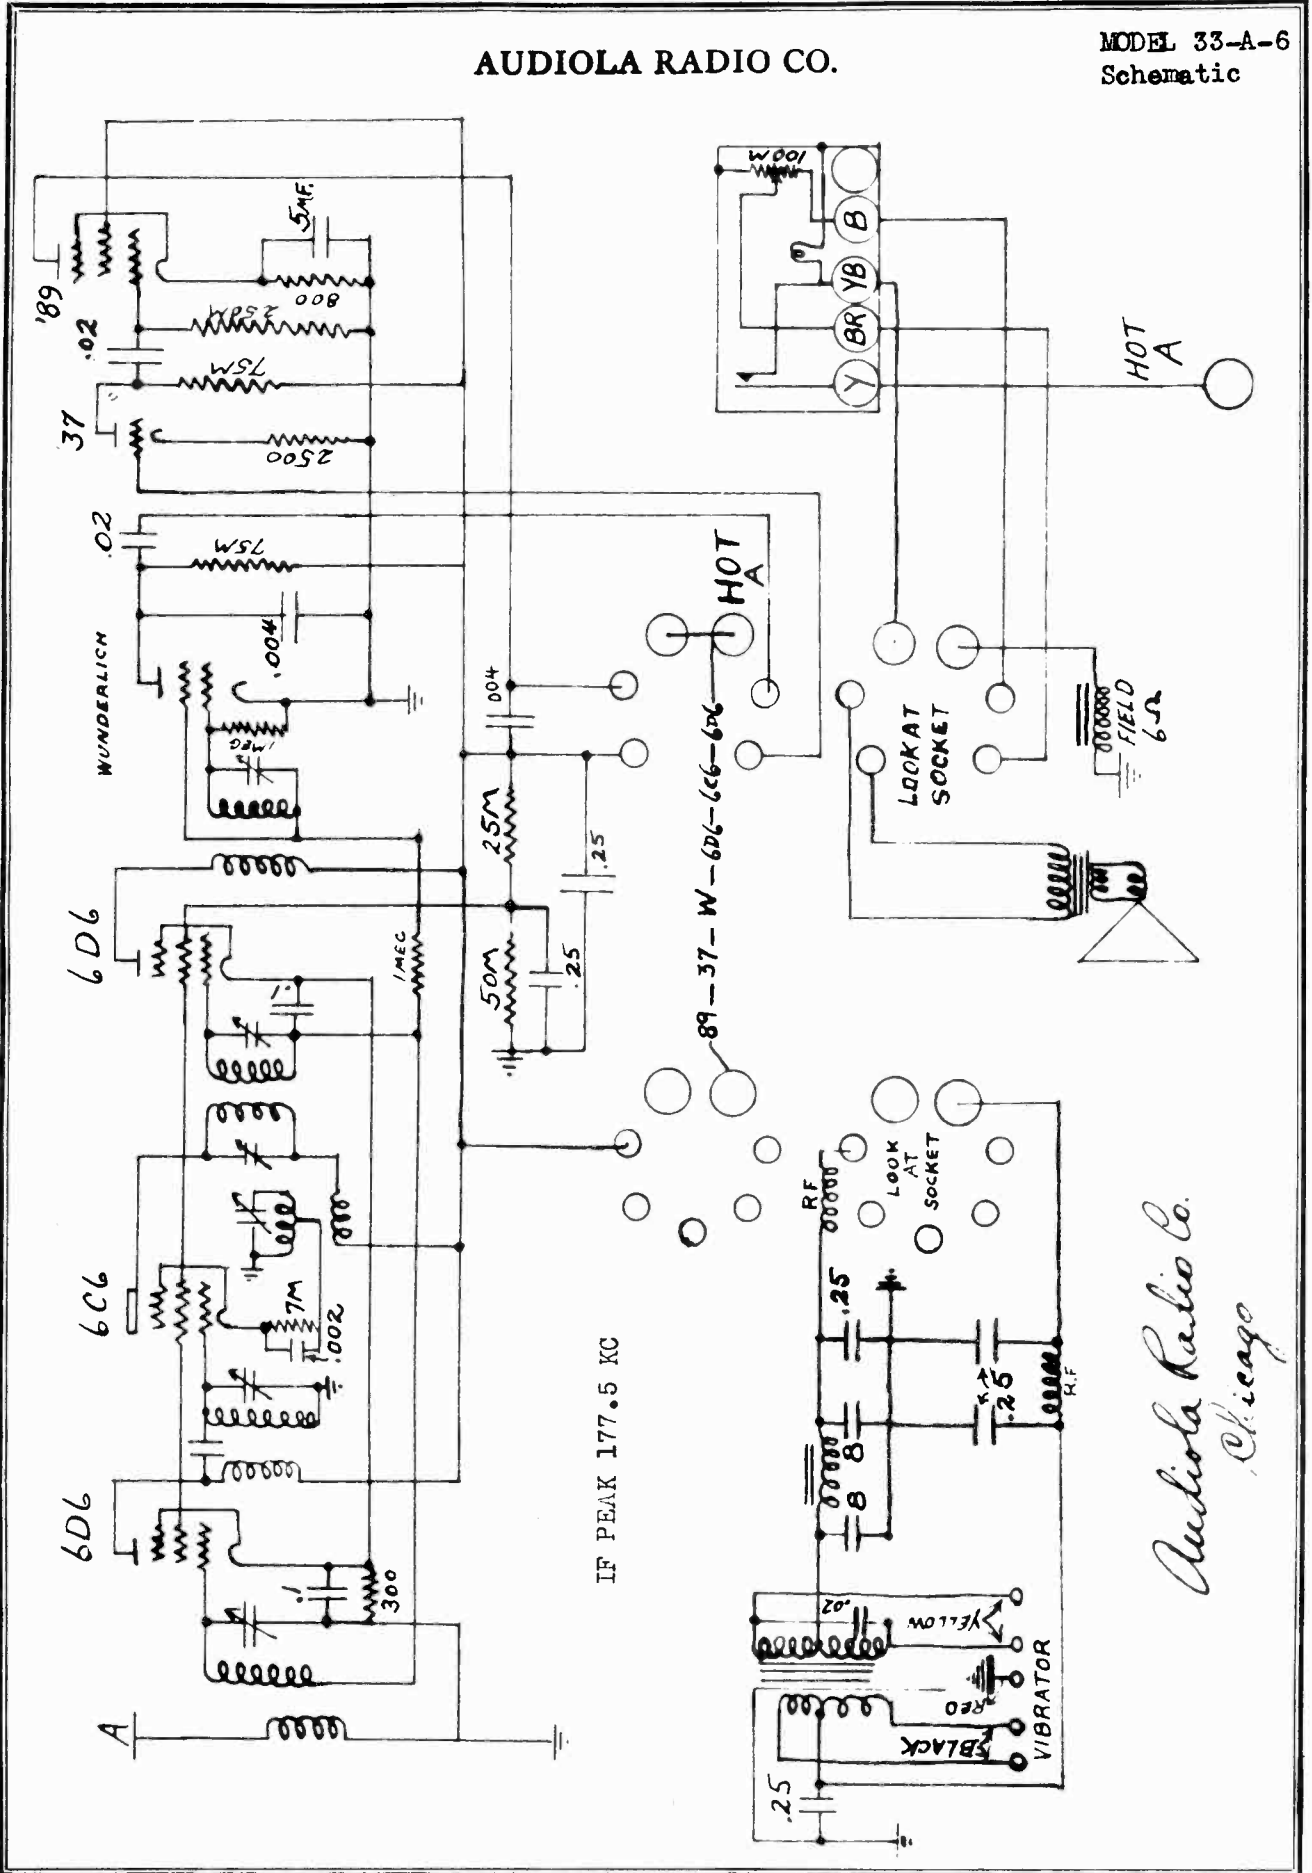 AUDIOLA RADIO CO.
MODEL 33-A-6
Schematic
'89
.02
37
5MF.
800
250M
75M
2500
.02
75M
WUNDERLICH
.004
1MEG
.004
25M
.25
50M
.25
1MEG
6D6
.1
6C6
7M
.002
6D6
.1
300
A
100M
B
YB
BR
Y
HOT
A
HOT
A
89-37-W-6D6-6C6-6D6
LOOK AT
SOCKET
FIELD
6Ω
LOOK
AT
SOCKET
RF
.25
8
8
.25
R.F
IF PEAK 177.5 KC
.02
YELLOW
RED
BLACK
VIBRATOR
.25
Audiola Radio Co.
Chicago